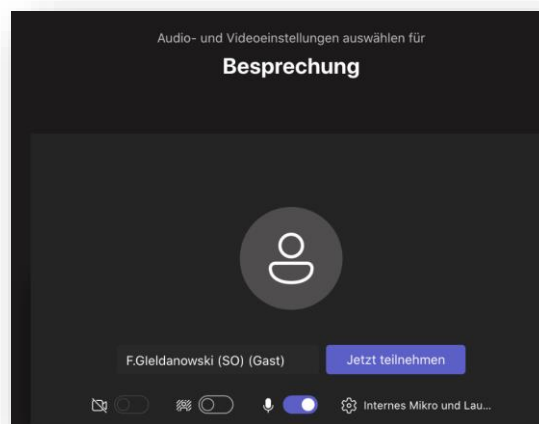 Audio- und Videoeinstellungen auswählen für
Besprechung
F.Gleldanowski (SO) (Gast)
Jetzt teilnehmen
Internes Mikro und Lau...